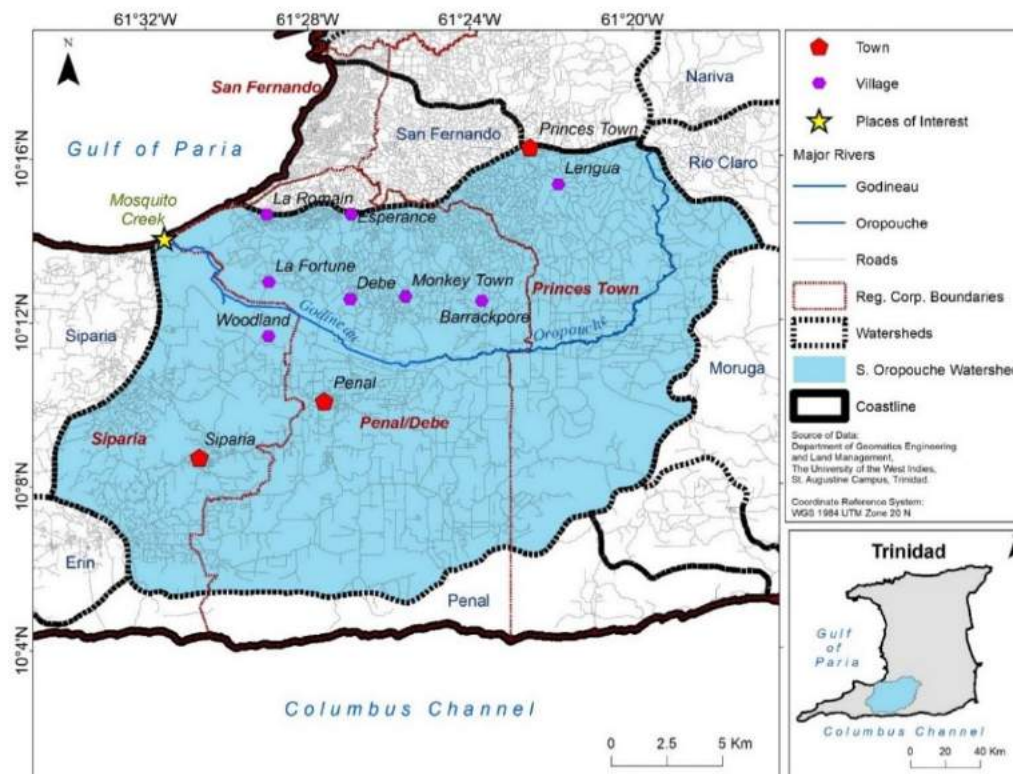 61°32'W 61°28'W 61°24'W 61°20'W
N
San Fernando
Nariva
San Fernando
Princes Town
Gulf of Paria
Rio Claro
Lengua
Mosquito
Creek
La Romain
Esperance
La Fortune
Debe
Monkey Town
Princes Town
Barrackpore
Siparia
Woodland
Godineau
Oropouche
Moruga
Penal
Siparia
Siparia
Penal/Debe
Erin
Penal
Columbus Channel
10°16'N
10°12'N
10°8'N
10°4'N
0 2.5 5 Km
Town
Village
Places of Interest
Major Rivers
Godineau
Oropouche
Roads
Reg. Corp. Boundaries
Watersheds
S. Oropouche Watershed
Coastline
Source of Data:
Department of Geomatics Engineering
and Land Management,
The University of the West Indies,
St. Augustine Campus, Trinidad.
Coordinate Reference System:
WGS 1984 UTM Zone 20 N
Trinidad
Gulf
of
Paria
Columbus Channel
0 20 40 Km